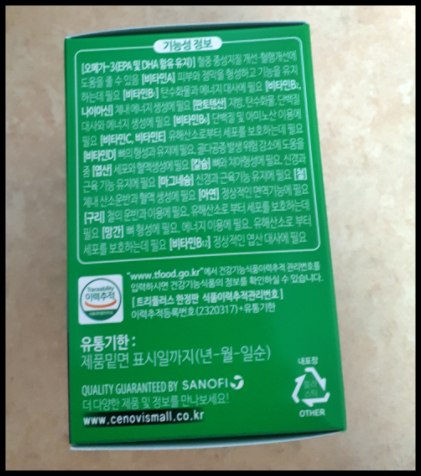 기능성 정보
[오메가-3(EPA 및 DHA 함유 유지)] 혈중 중성지질 개선·혈행개선에
도움을 줄 수 있음 [비타민A] 피부와 점막을 형성하고 기능을 유지
하는데 필요 [비타민B₁] 탄수화물과 에너지 대사에 필요 [비타민B₂,
나이아신] 체내 에너지 생성에 필요 [판토텐산] 지방, 탄수화물, 단백질
대사와 에너지 생성에 필요 [비타민B₆] 단백질 및 아미노산 이용에
필요 [비타민C, 비타민E] 유해산소로부터 세포를 보호하는데 필요
[비타민D] 뼈의 형성과 유지에 필요, 골다공증 발생 위험 감소에 도움을
줌 [엽산] 세포와 혈액생성에 필요 [칼슘] 뼈와 치아형성에 필요, 신경과
근육 기능 유지에 필요 [마그네슘] 신경과 근육기능 유지에 필요 [철]
체내 산소운반과 혈액 생성에 필요 [아연] 정상적인 면역기능에 필요
[구리] 철의 운반과 이용에 필요, 유해산소로 부터 세포를 보호하는데
필요 [망간] 뼈 형성에 필요, 에너지 이용에 필요, 유해산소로 부터
세포를 보호하는데 필요 [비타민B₁₂] 정상적인 엽산 대사에 필요
"www.tfood.go.kr"에서 건강기능식품이력추적 관리번호를
입력하시면 건강기능식품의 정보를 확인하실 수 있습니다.
Traceability
이력추적
[트리플러스 한정판 식품이력추적관리번호]
이력추적등록번호(2320317)+유통기한
유통기한 :
제품밑면 표시일까지(년-월-일순)
QUALITY GUARANTEED BY SANOFI
더 다양한 제품 및 정보를 만나보세요!
www.cenovismall.co.kr
내포장
플라
스틱
OTHER